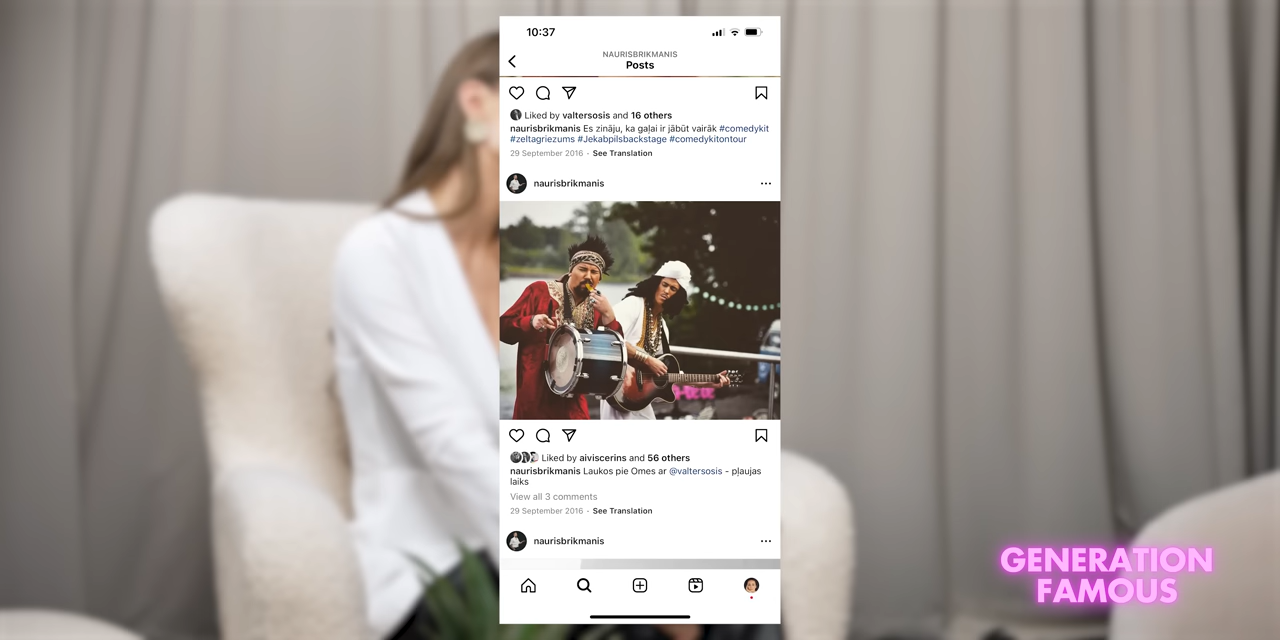 10:37
NAURISBRIKMANIS
Posts
Liked by valtersosis and 16 others
naurisbrikmanis Es zināju, ka gaļai ir jābūt vairāk #comedykit
#zeltagriezums #Jekabpilsbackstage #comedykitontour
29 September 2016 · See Translation
naurisbrikmanis
Liked by aiviscerins and 56 others
naurisbrikmanis Laukos pie Omes ar @valtersosis - pļaujas
laiks
View all 3 comments
29 September 2016 · See Translation
naurisbrikmanis
GENERATION
FAMOUS